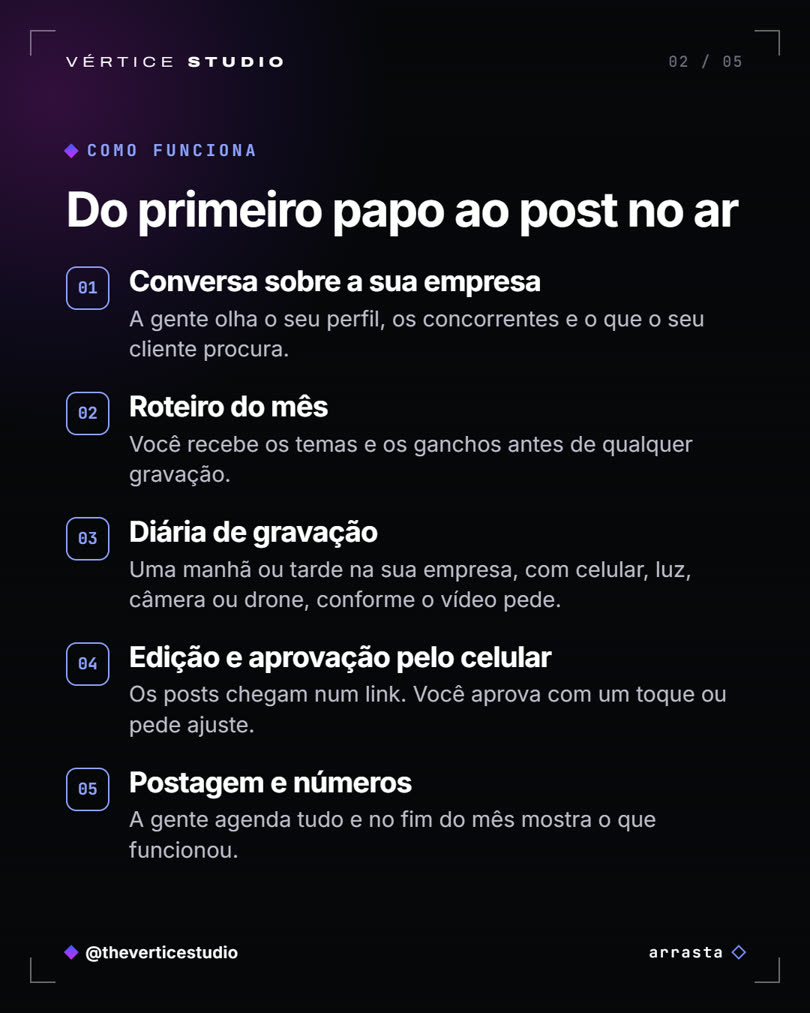 VÉRTICE STUDIO
02 / 05
COMO FUNCIONA
Do primeiro papo ao post no ar
01
Conversa sobre a sua empresa
A gente olha o seu perfil, os concorrentes e o que o seu
cliente procura.
02
Roteiro do mês
Você recebe os temas e os ganchos antes de qualquer
gravação.
03
Diária de gravação
Uma manhã ou tarde na sua empresa, com celular, luz,
câmera ou drone, conforme o vídeo pede.
04
Edição e aprovação pelo celular
Os posts chegam num link. Você aprova com um toque ou
pede ajuste.
05
Postagem e números
A gente agenda tudo e no fim do mês mostra o que
funcionou.
@theverticestudio
arrasta